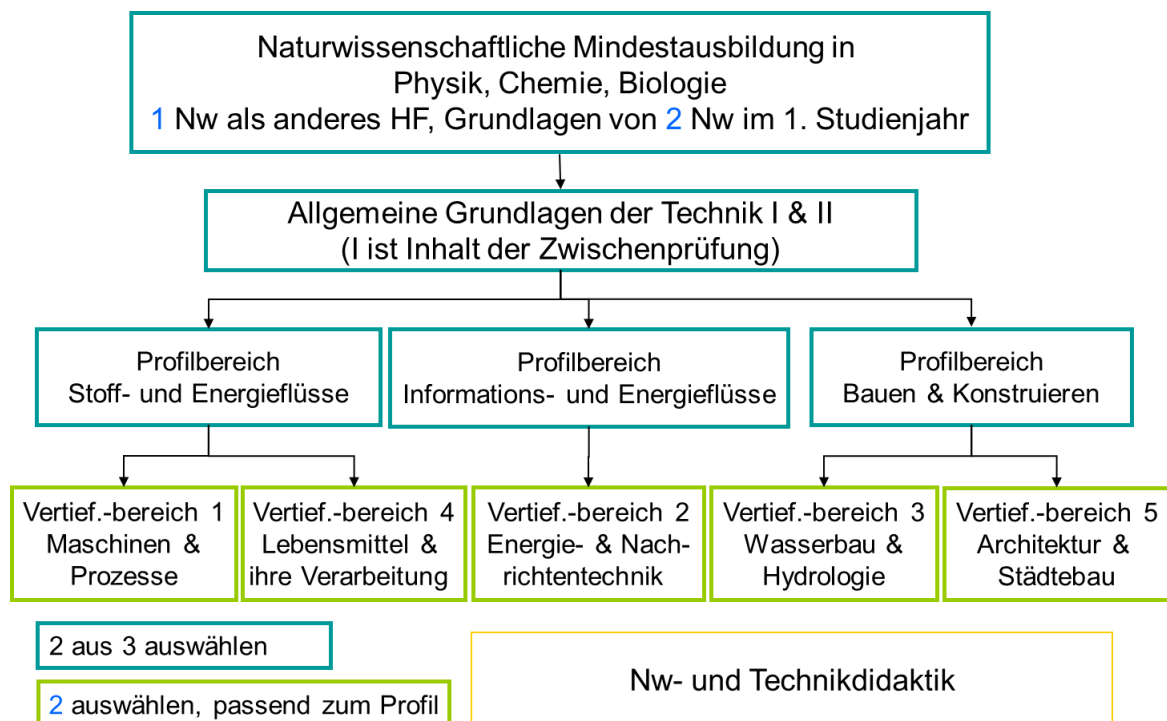 Naturwissenschaftliche Mindestausbildung in
Physik, Chemie, Biologie
1 Nw als anderes HF, Grundlagen von 2 Nw im 1. Studienjahr
Allgemeine Grundlagen der Technik I & II
(I ist Inhalt der Zwischenprüfung)
Profilbereich
Stoff- und Energieflüsse
Profilbereich
Informations- und Energieflüsse
Profilbereich
Bauen & Konstruieren
Vertief.-bereich 1
Maschinen &
Prozesse
Vertief.-bereich 4
Lebensmittel &
ihre Verarbeitung
Vertief.-bereich 2
Energie- & Nach-
richtentechnik
Vertief.-bereich 3
Wasserbau &
Hydrologie
Vertief.-bereich 5
Architektur &
Städtebau
2 aus 3 auswählen
2 auswählen, passend zum Profil
Nw- und Technikdidaktik